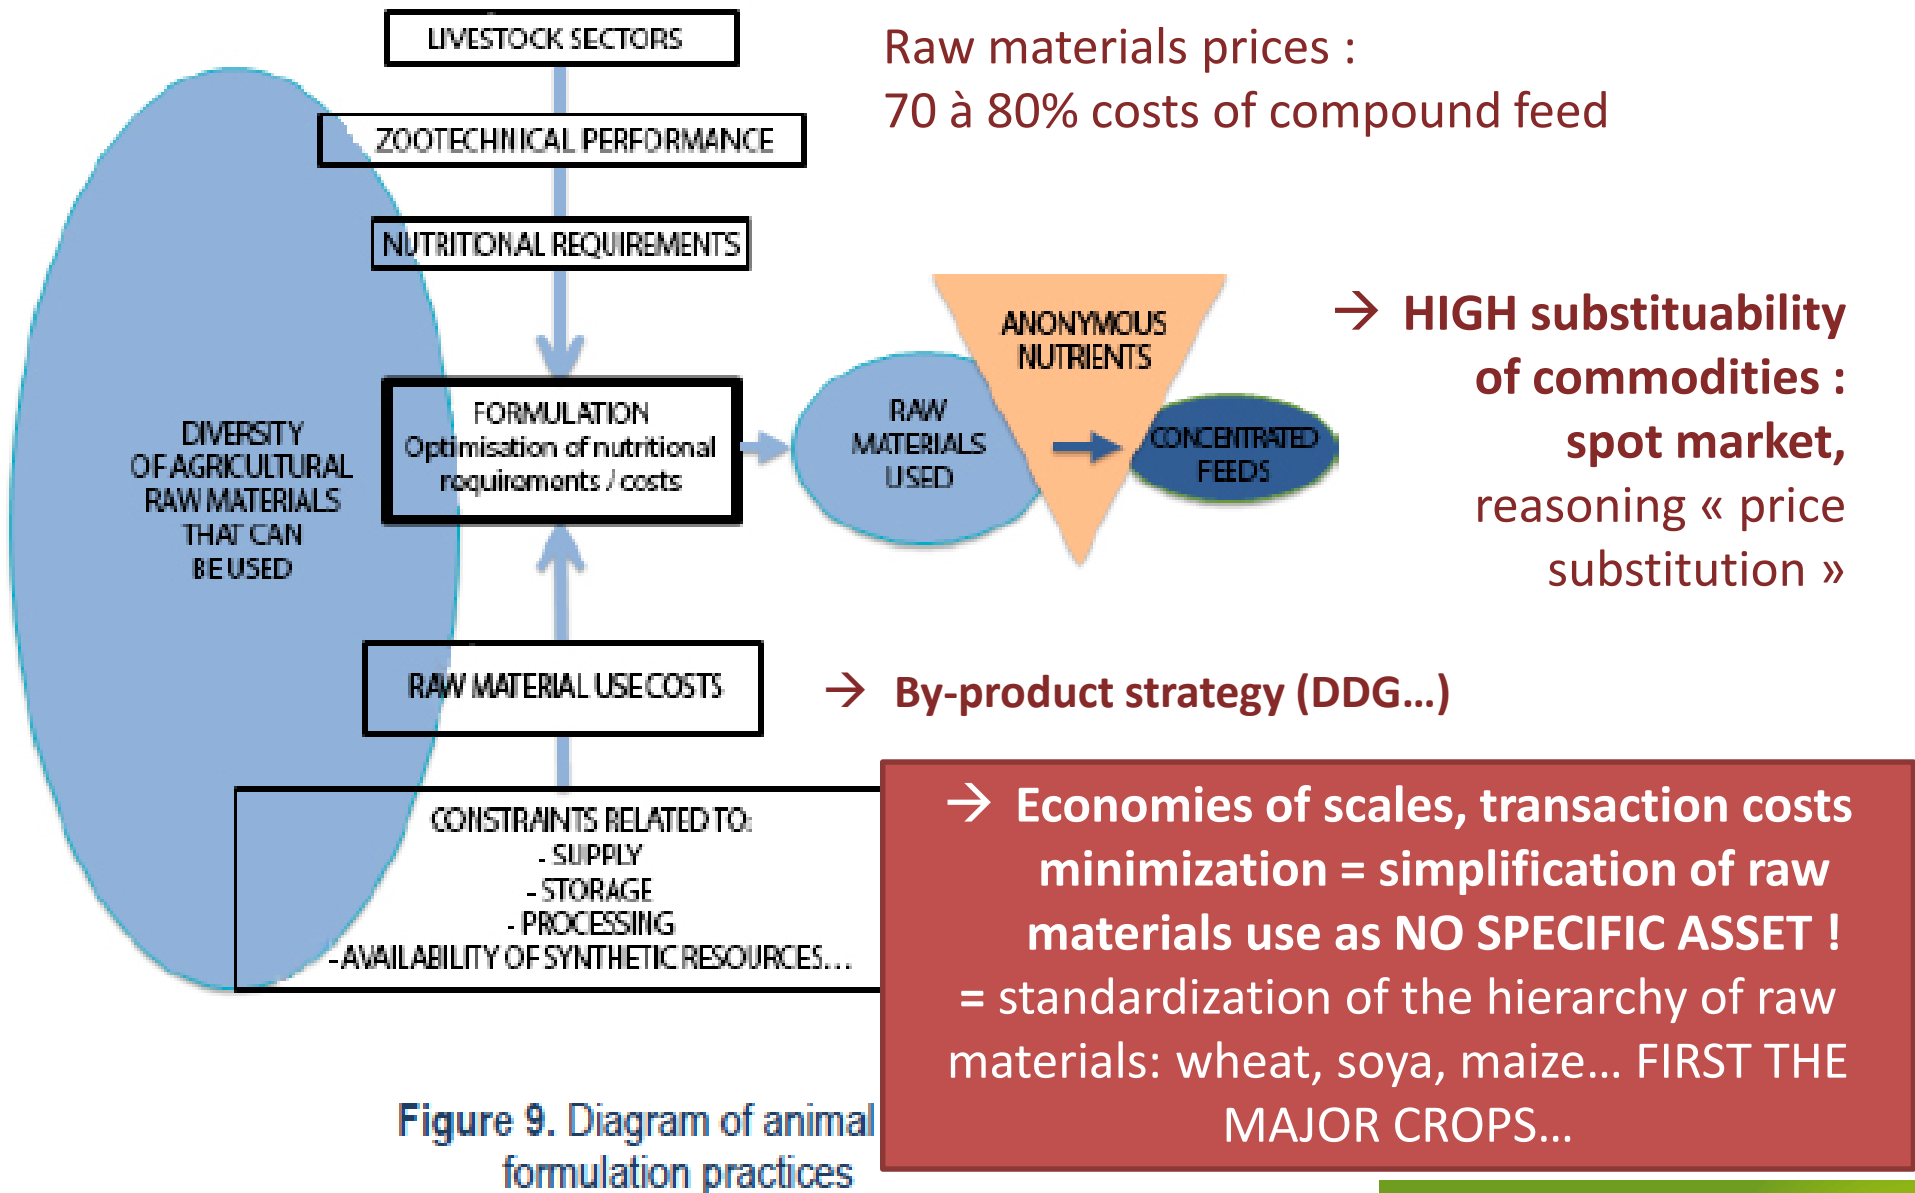 LIVESTOCK SECTORS
ZOOTECHNICAL PERFORMANCE
NUTRITIONAL REQUIREMENTS
FORMULATION
Optimisation of nutritional
requirements / costs
DIVERSITY
OF AGRICULTURAL
RAW MATERIALS
THAT CAN
BE USED
RAW
MATERIALS
USED
ANONYMOUS
NUTRIENTS
CONCENTRATED
FEEDS
RAW MATERIAL USE COSTS
CONSTRAINTS RELATED TO:
- SUPPLY
- STORAGE
- PROCESSING
- AVAILABILITY OF SYNTHETIC RESOURCES...
Raw materials prices :
70 à 80% costs of compound feed
→ HIGH substituability
of commodities :
spot market,
reasoning « price
substitution »
→ By-product strategy (DDG…)
→ Economies of scales, transaction costs
minimization = simplification of raw
materials use as NO SPECIFIC ASSET !
= standardization of the hierarchy of raw
materials: wheat, soya, maize… FIRST THE
MAJOR CROPS…
Figure 9. Diagram of animal
formulation practices